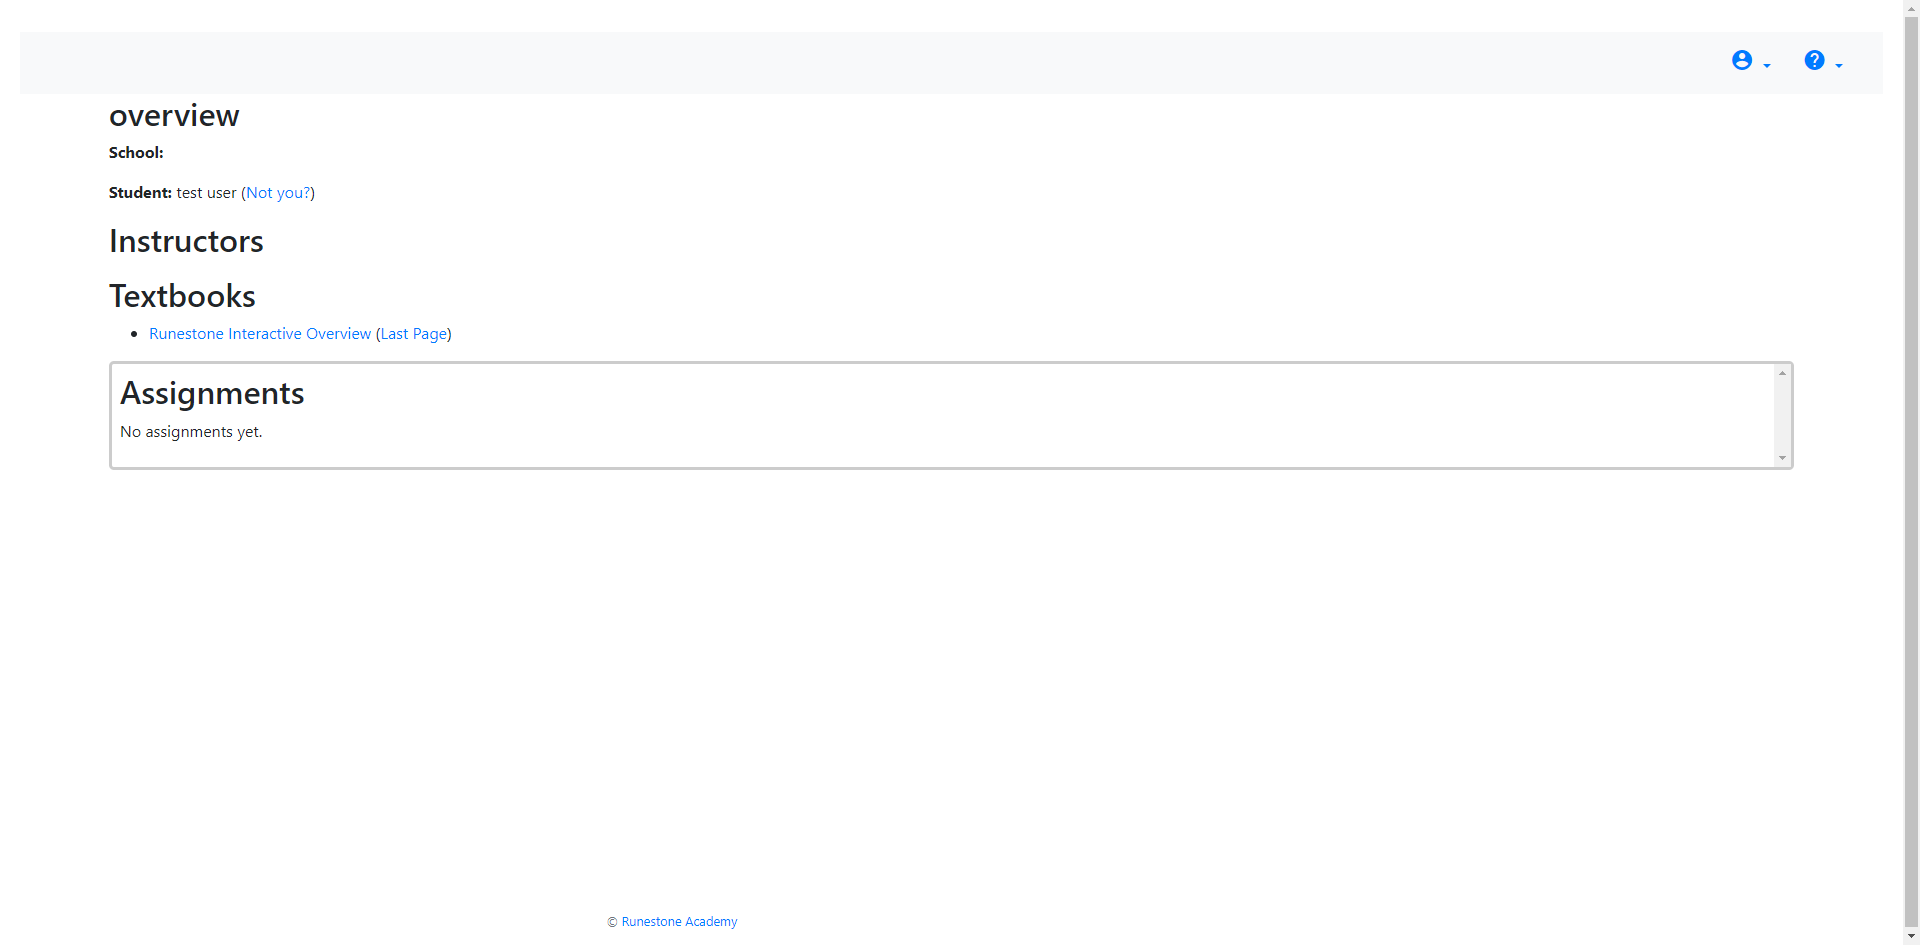 overview
School:
Student: test user (Not you?)
Instructors
Textbooks
Runestone Interactive Overview (Last Page)
Assignments
No assignments yet.
© Runestone Academy